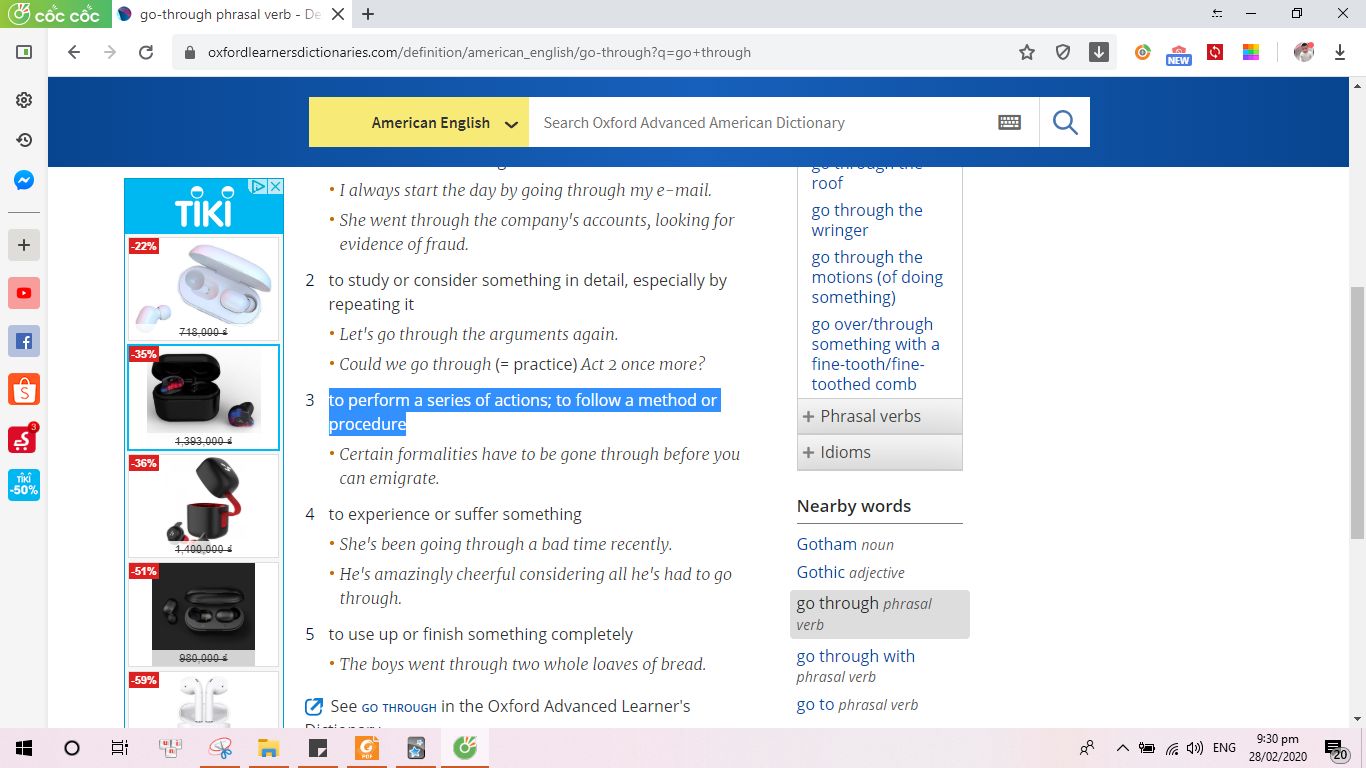 cốc cốc
go-through phrasal verb - De
oxfordlearnersdictionaries.com/definition/american_english/go-through?q=go+through
NEW
American English
Search Oxford Advanced American Dictionary
• I always start the day by going through my e-mail.
• She went through the company's accounts, looking for
evidence of fraud.
2 to study or consider something in detail, especially by
repeating it
• Let's go through the arguments again.
• Could we go through (= practice) Act 2 once more?
3 to perform a series of actions; to follow a method or
procedure
• Certain formalities have to be gone through before you
can emigrate.
4 to experience or suffer something
• She's been going through a bad time recently.
• He's amazingly cheerful considering all he's had to go
through.
5 to use up or finish something completely
• The boys went through two whole loaves of bread.
See GO THROUGH in the Oxford Advanced Learner's
Dictionary
TIKI
-22%
718,000 ₫
-35%
1,393,000 ₫
-36%
1,400,000 ₫
-51%
980,000 ₫
-59%
go through the
roof
go through the
wringer
go through the
motions (of doing
something)
go over/through
something with a
fine-tooth/fine-
toothed comb
+ Phrasal verbs
+ Idioms
Nearby words
Gotham noun
Gothic adjective
go through phrasal
verb
go through with
phrasal verb
go to phrasal verb
3
TIKI
-50%
PDF
ENG
9:30 pm
28/02/2020
20